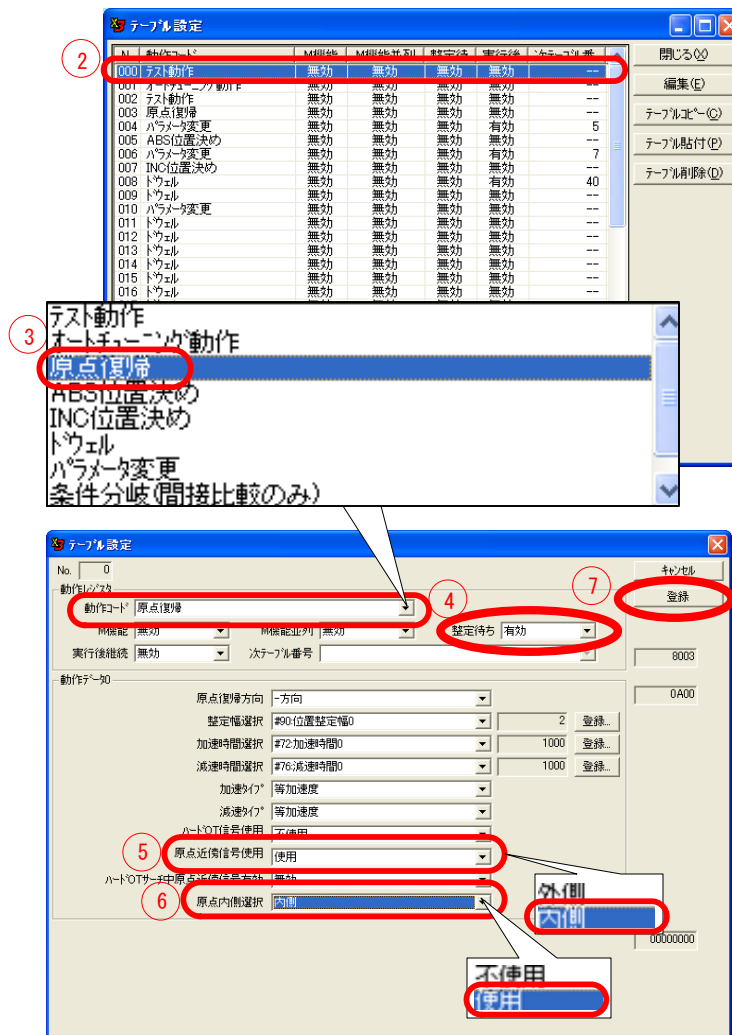 テーブル設定
N 動作コード M機能 M機能並列 整定待 実行後 次テーブル番
000 テスト動作 無効 無効 無効 無効 --
001 オートチューニング動作 無効 無効 無効 無効 --
002 テスト動作 無効 無効 無効 無効 --
003 原点復帰 無効 無効 無効 無効 --
004 パラメータ変更 無効 無効 無効 有効 5
005 ABS位置決め 無効 無効 無効 無効 --
006 パラメータ変更 無効 無効 無効 有効 7
007 INC位置決め 無効 無効 無効 無効 --
008 ドウェル 無効 無効 無効 有効 40
009 ドウェル 無効 無効 無効 無効 --
010 パラメータ変更 無効 無効 無効 無効 --
011 ドウェル 無効 無効 無効 無効 --
012 ドウェル 無効 無効 無効 無効 --
013 ドウェル 無効 無効 無効 無効 --
014 ドウェル 無効 無効 無効 無効 --
015 ドウェル 無効 無効 無効 無効 --
016 ドウェル 無効 無効 無効 無効 --
閉じる(X)
編集(E)
テーブルコピー(C)
テーブル貼付(P)
テーブル削除(D)
2
3
テスト動作
オートチューニング動作
原点復帰
ABS位置決め
INC位置決め
ドウェル
パラメータ変更
条件分岐(間接比較のみ)
テーブル設定
No. 0
キャンセル
動作レジスタ
4
7
登録
動作コード 原点復帰
M機能 無効 M機能並列 無効 整定待ち 有効
実行後継続 無効 次テーブル番号
8003
動作データ0
0A00
原点復帰方向 -方向
整定幅選択 #90:位置整定幅0 2 登録...
加速時間選択 #72:加速時間0 1000 登録...
減速時間選択 #76:減速時間0 1000 登録...
加速タイプ 等加速度
減速タイプ 等加速度
ハードOT信号使用 不使用
5
原点近傍信号使用 使用
ハードOTサーチ中原点近傍信号有効 無効
6
原点内側選択 内側
外側
内側
00000000
不使用
使用